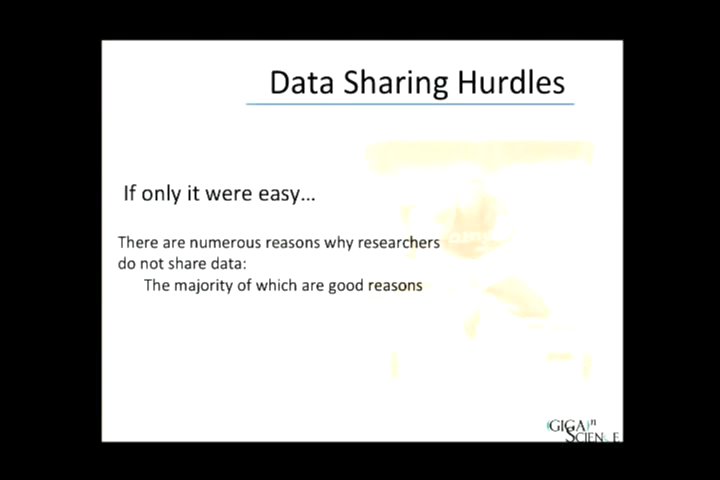 Data Sharing Hurdles
If only it were easy...
There are numerous reasons why researchers
do not share data:
The majority of which are good reasons
GIGA n
SCIENCE